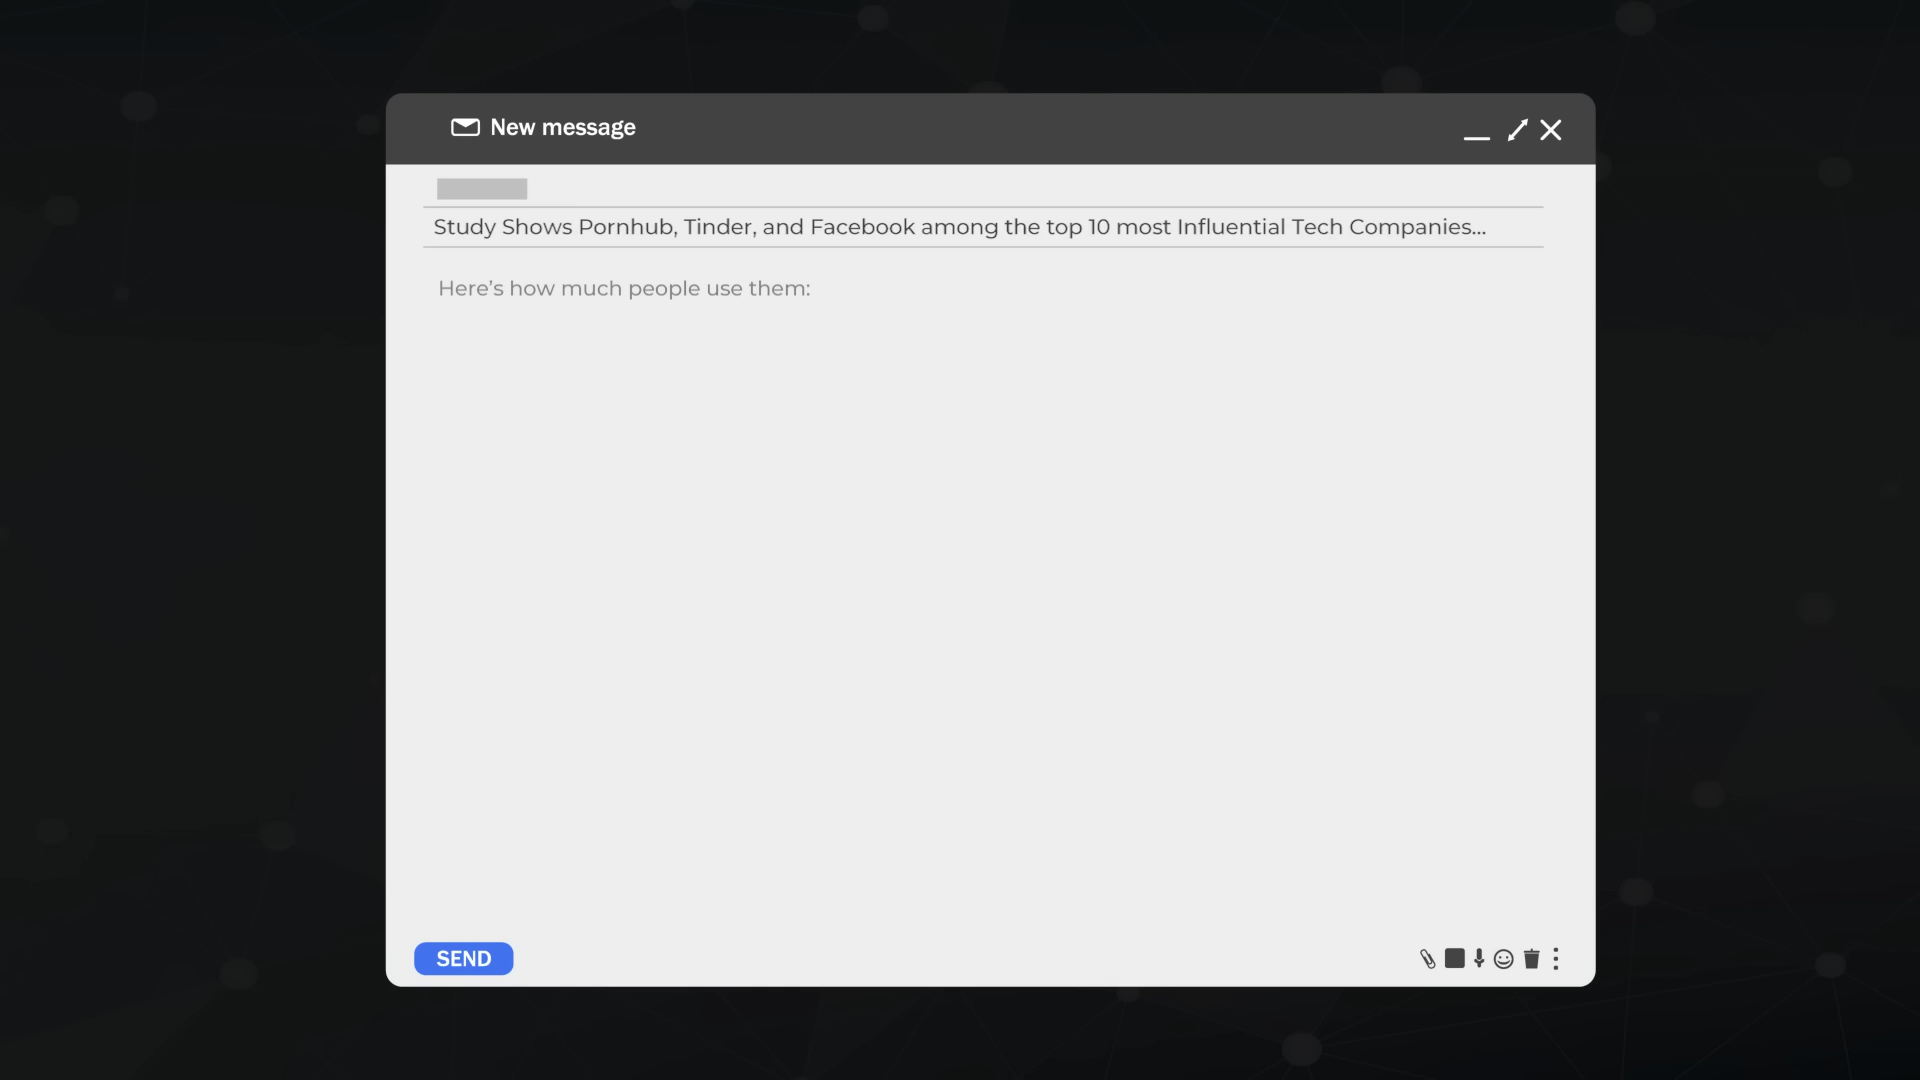 New message
Study Shows Pornhub, Tinder, and Facebook among the top 10 most Influential Tech Companies...
Here’s how much people use them:
SEND